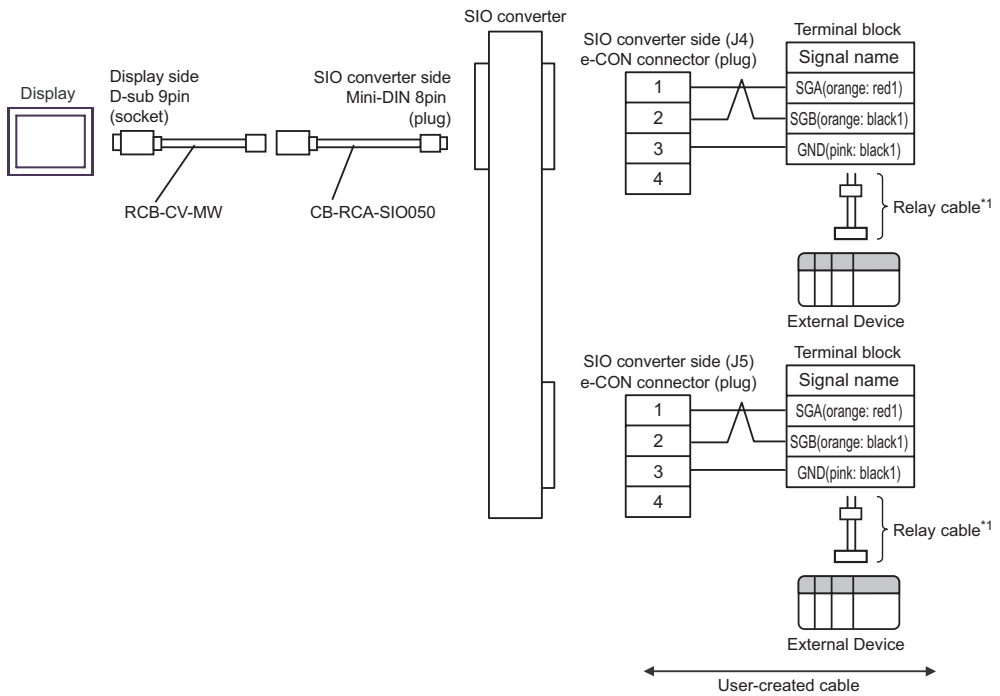 SIO converter
Display
Display side
D-sub 9pin
(socket)
SIO converter side
Mini-DIN 8pin
(plug)
RCB-CV-MW
CB-RCA-SIO050
SIO converter side (J4)
e-CON connector (plug)
1
2
3
4
Terminal block
Signal name
SGA(orange: red1)
SGB(orange: black1)
GND(pink: black1)
Relay cable*1
External Device
SIO converter side (J5)
e-CON connector (plug)
1
2
3
4
Terminal block
Signal name
SGA(orange: red1)
SGB(orange: black1)
GND(pink: black1)
Relay cable*1
External Device
User-created cable